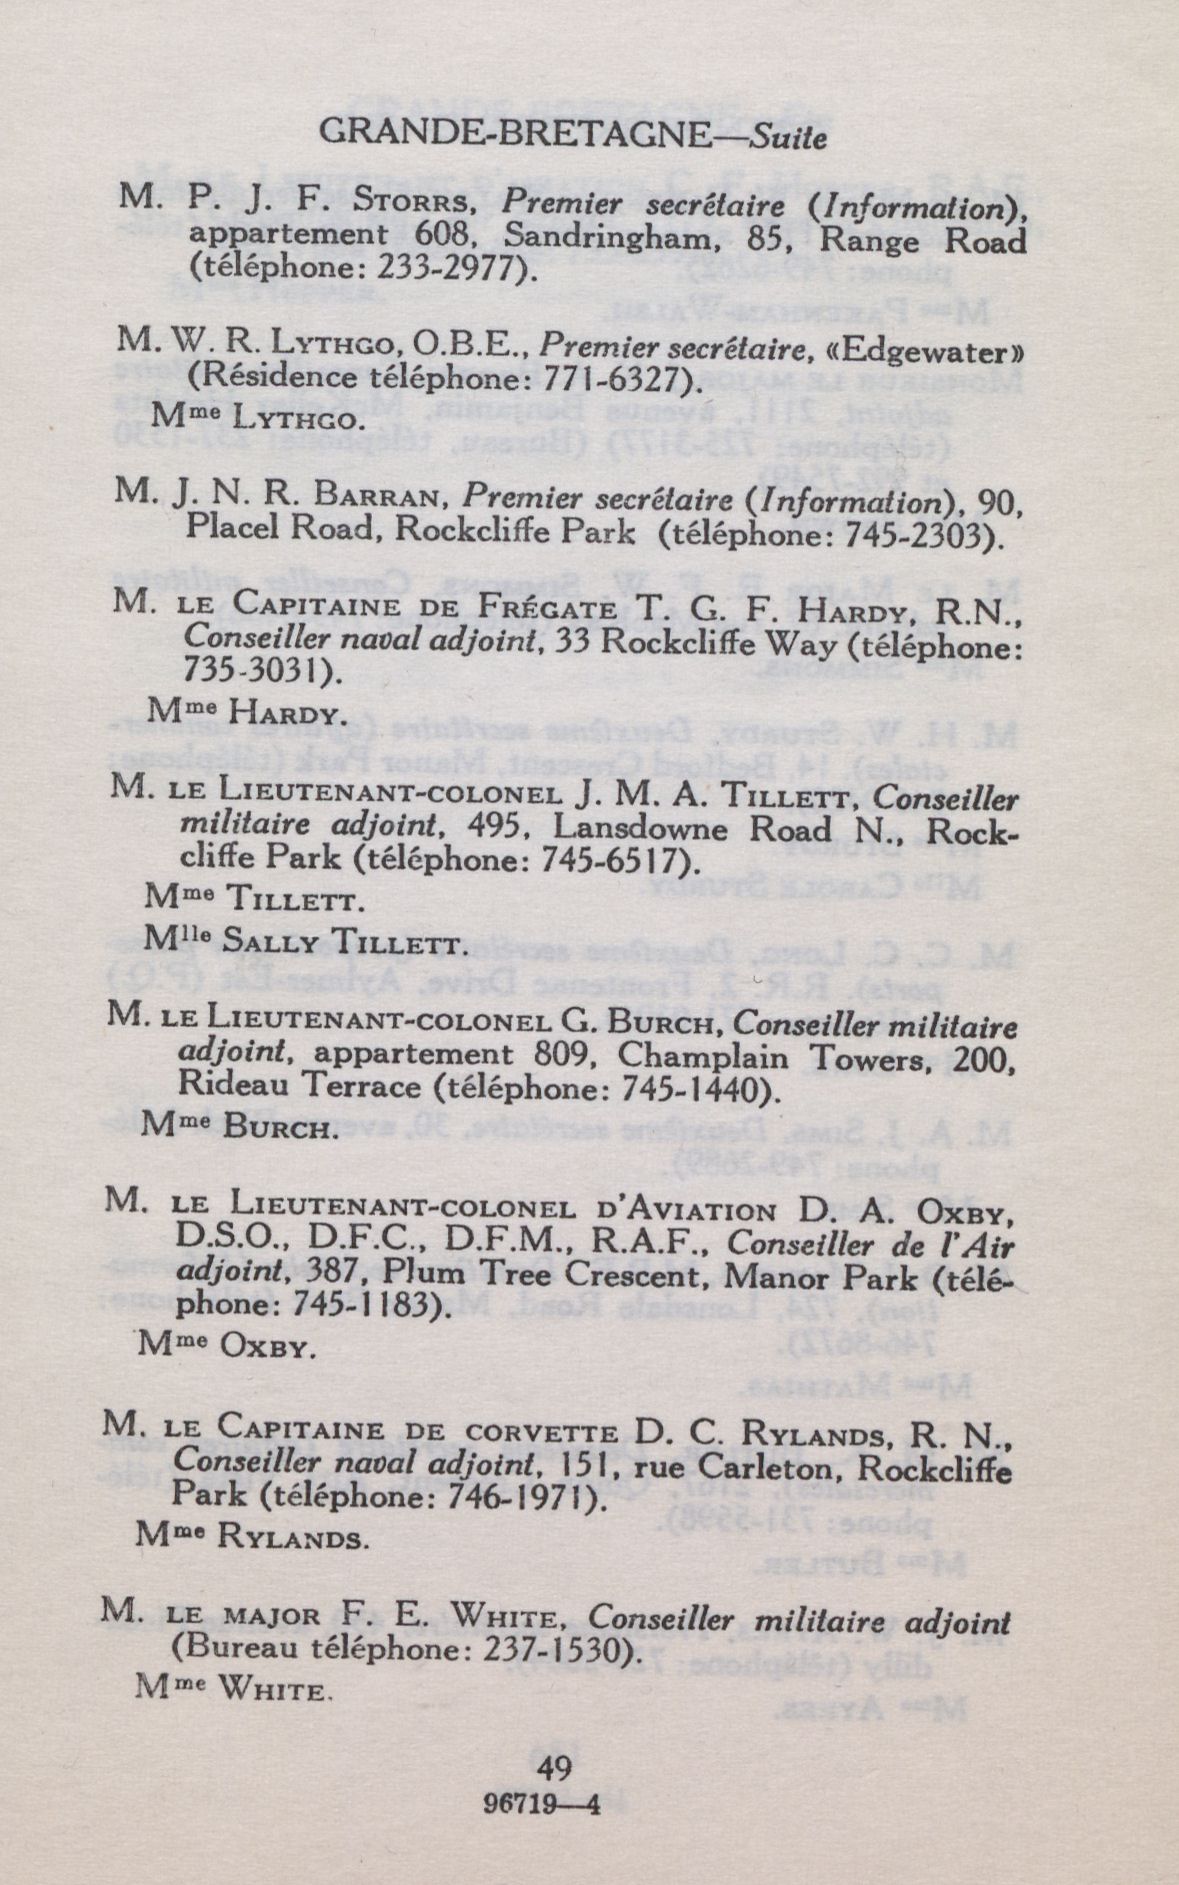 GRANDE-BRETAGNE—Suite
M. P. J. F. STORRS, Premier secrétaire (Information),
appartement 608, Sandringham, 85, Range Road
(téléphone: 233-2977).
M. W. R. LYTHGO, O.B.E., Premier secrétaire, «Edgewater»
(Résidence téléphone: 771-6327).
Mme LYTHGO.
M. J. N. R. BARRAN, Premier secrétaire (Information), 90,
Placel Road, Rockcliffe Park (téléphone: 745-2303).
M. LE CAPITAINE DE FRÉGATE T. G. F. HARDY, R.N.,
Conseiller naval adjoint, 33 Rockcliffe Way (téléphone:
735-3031).
Mme HARDY.
M. LE LIEUTENANT-COLONEL J. M. A. TILLETT, Conseiller
militaire adjoint, 495, Lansdowne Road N., Rock-
cliffe Park (téléphone: 745-6517).
Mme TILLETT.
Mlle SALLY TILLETT.
M. LE LIEUTENANT-COLONEL G. BURCH, Conseiller militaire
adjoint, appartement 809, Champlain Towers, 200,
Rideau Terrace (téléphone: 745-1440).
Mme BURCH.
M. LE LIEUTENANT-COLONEL D'AVIATION D. A. OXBY,
D.S.O., D.F.C., D.F.M., R.A.F., Conseiller de l'Air
adjoint, 387, Plum Tree Crescent, Manor Park (télé-
phone: 745-1183).
Mme OXBY.
M. LE CAPITAINE DE CORVETTE D. C. RYLANDS, R. N.,
Conseiller naval adjoint, 151, rue Carleton, Rockcliffe
Park (téléphone: 746-1971).
Mme RYLANDS.
M. LE MAJOR F. E. WHITE, Conseiller militaire adjoint
(Bureau téléphone: 237-1530).
Mme WHITE.
49
96719—4